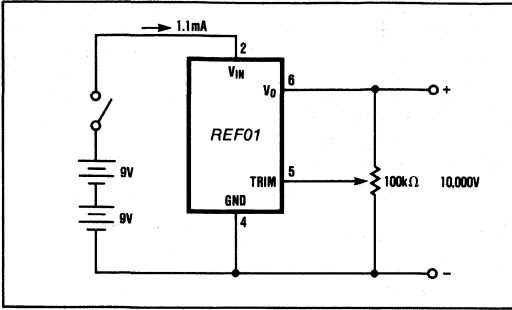 1.1mA
2
VIN
6
VO
REF01
9V
TRIM
5
100kΩ
10,000V
GND
9V
4
+
−